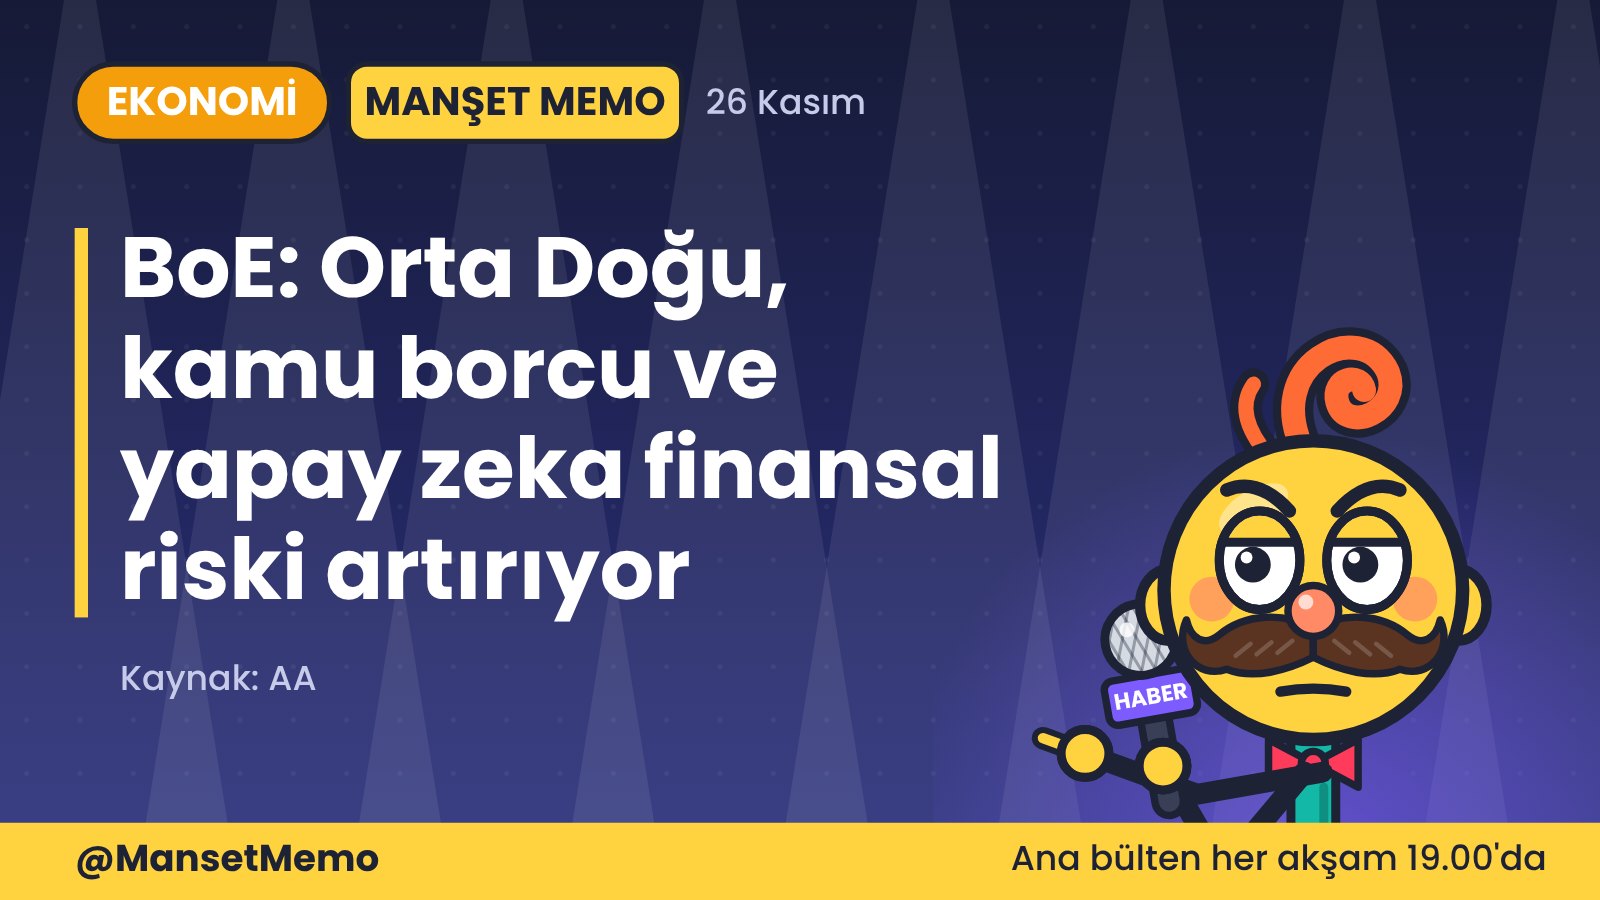 EKONOMİ MANŞET MEMO 26 Kasım
BoE: Orta Doğu,
kamu borcu ve
yapay zeka finansal
riski artırıyor
Kaynak: AA
HABER
@MansetMemo Ana bülten her akşam 19.00'da